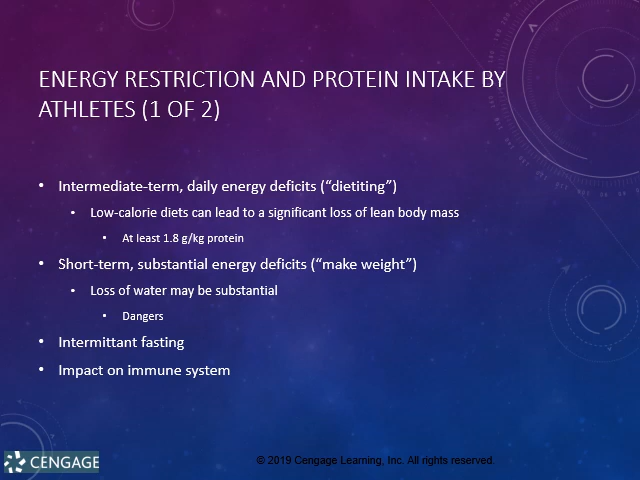 ENERGY RESTRICTION AND PROTEIN INTAKE BY
ATHLETES (1 OF 2)
• Intermediate-term, daily energy deficits (“dietiting”)
• Low-calorie diets can lead to a significant loss of lean body mass
• At least 1.8 g/kg protein
• Short-term, substantial energy deficits (“make weight”)
• Loss of water may be substantial
• Dangers
• Intermittant fasting
• Impact on immune system
CENGAGE
© 2019 Cengage Learning, Inc. All rights reserved.